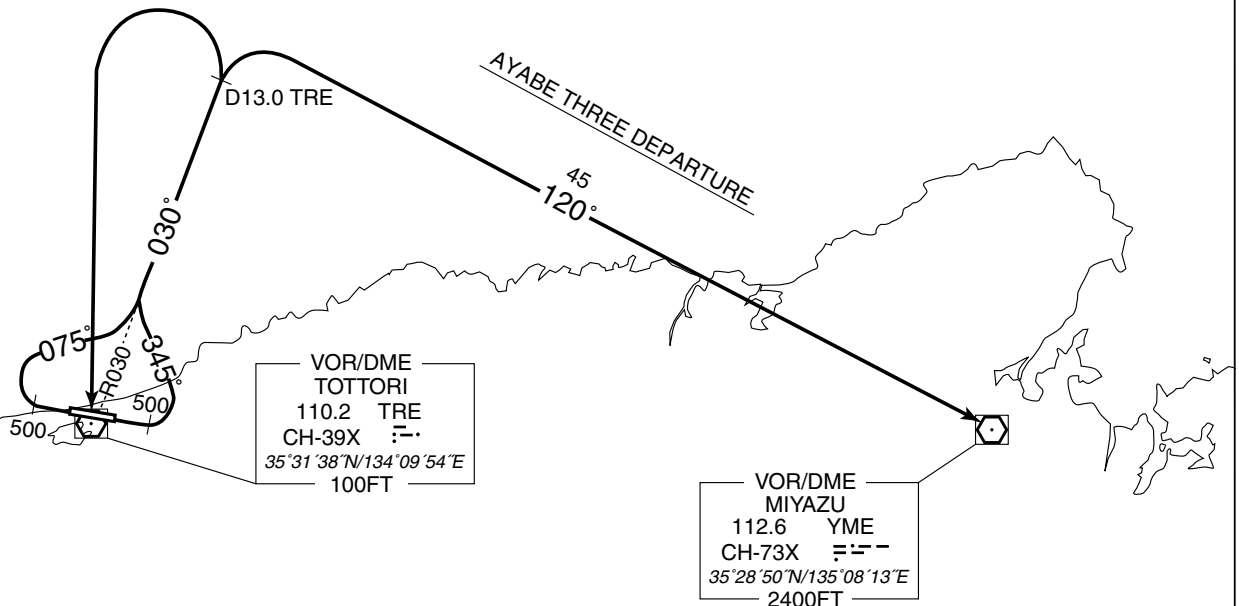 D13.0 TRE
AYABE THREE DEPARTURE
45
120°
030°
075°
345°
R030
500
500
VOR/DME
TOTTORI
110.2 TRE
CH-39X
35°31´38˝N/134°09´54˝E
100FT
VOR/DME
MIYAZU
112.6 YME
CH-73X
35°28´50˝N/135°08´13˝E
2400FT